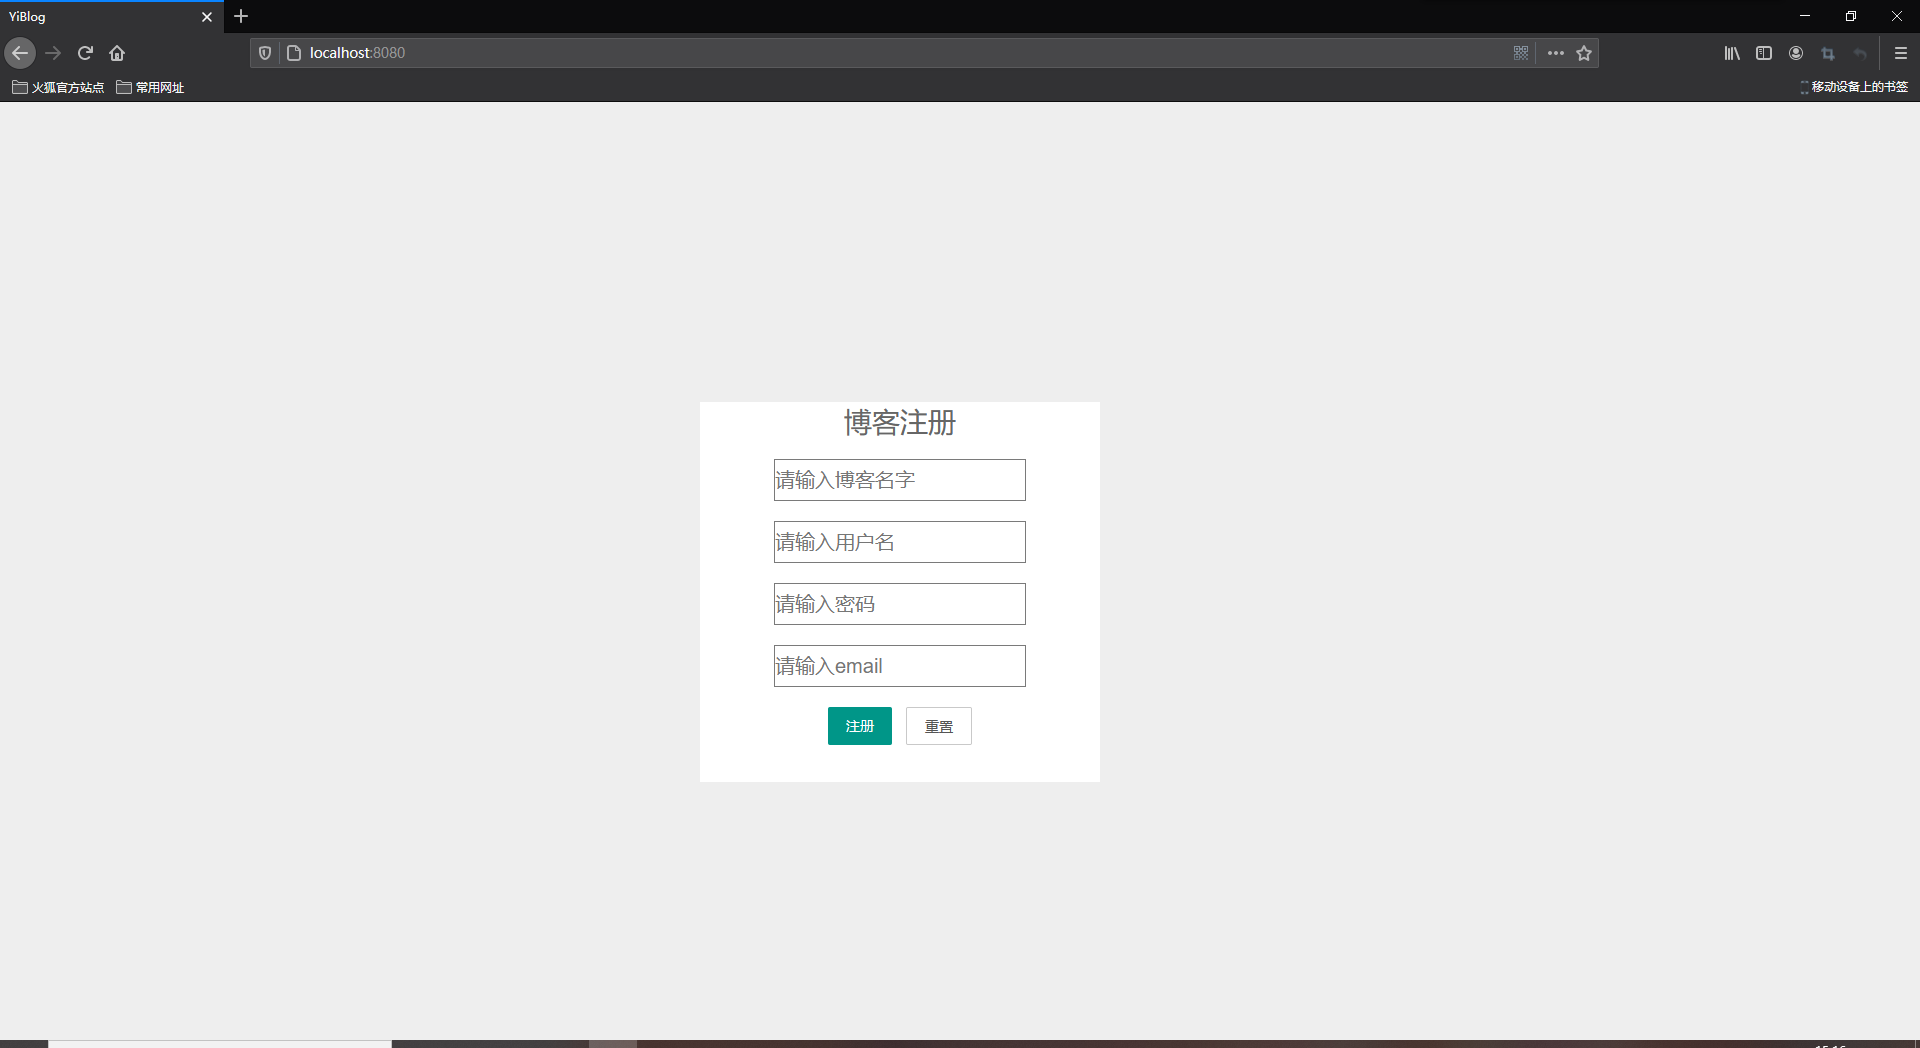 YiBlog
localhost:8080
火狐官方站点 常用网址 移动设备上的书签
博客注册
请输入博客名字
请输入用户名
请输入密码
请输入email
注册 重置